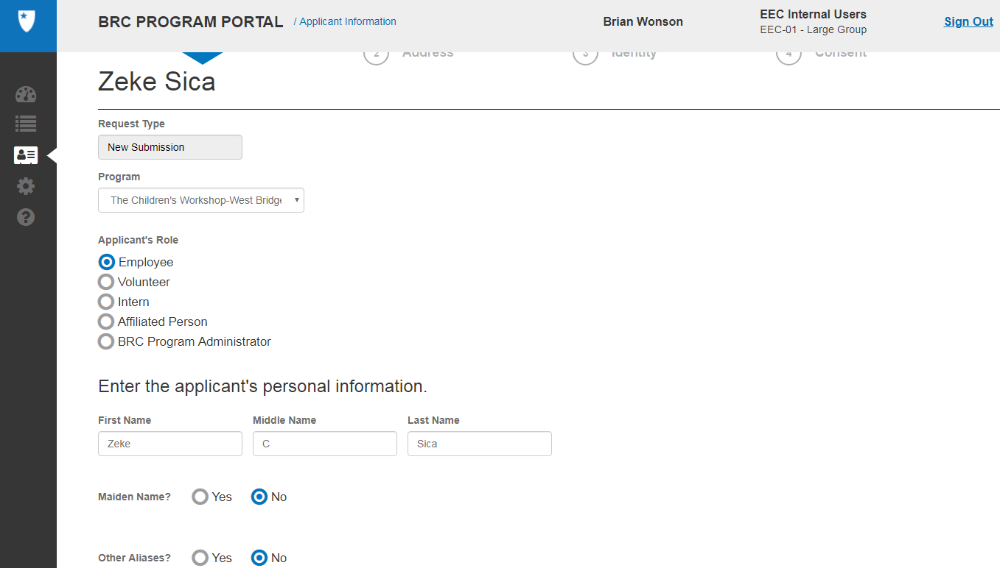 BRC PROGRAM PORTAL / Applicant Information Brian Wonson EEC Internal Users Sign Out
EEC-01 - Large Group
2 Address 3 Identity 4 Consent
Zeke Sica
Request Type
New Submission
Program
The Children's Workshop-West Bridge
Applicant's Role
Employee
Volunteer
Intern
Affiliated Person
BRC Program Administrator
Enter the applicant's personal information.
First Name Middle Name Last Name
Zeke C Sica
Maiden Name? Yes No
Other Aliases? Yes No